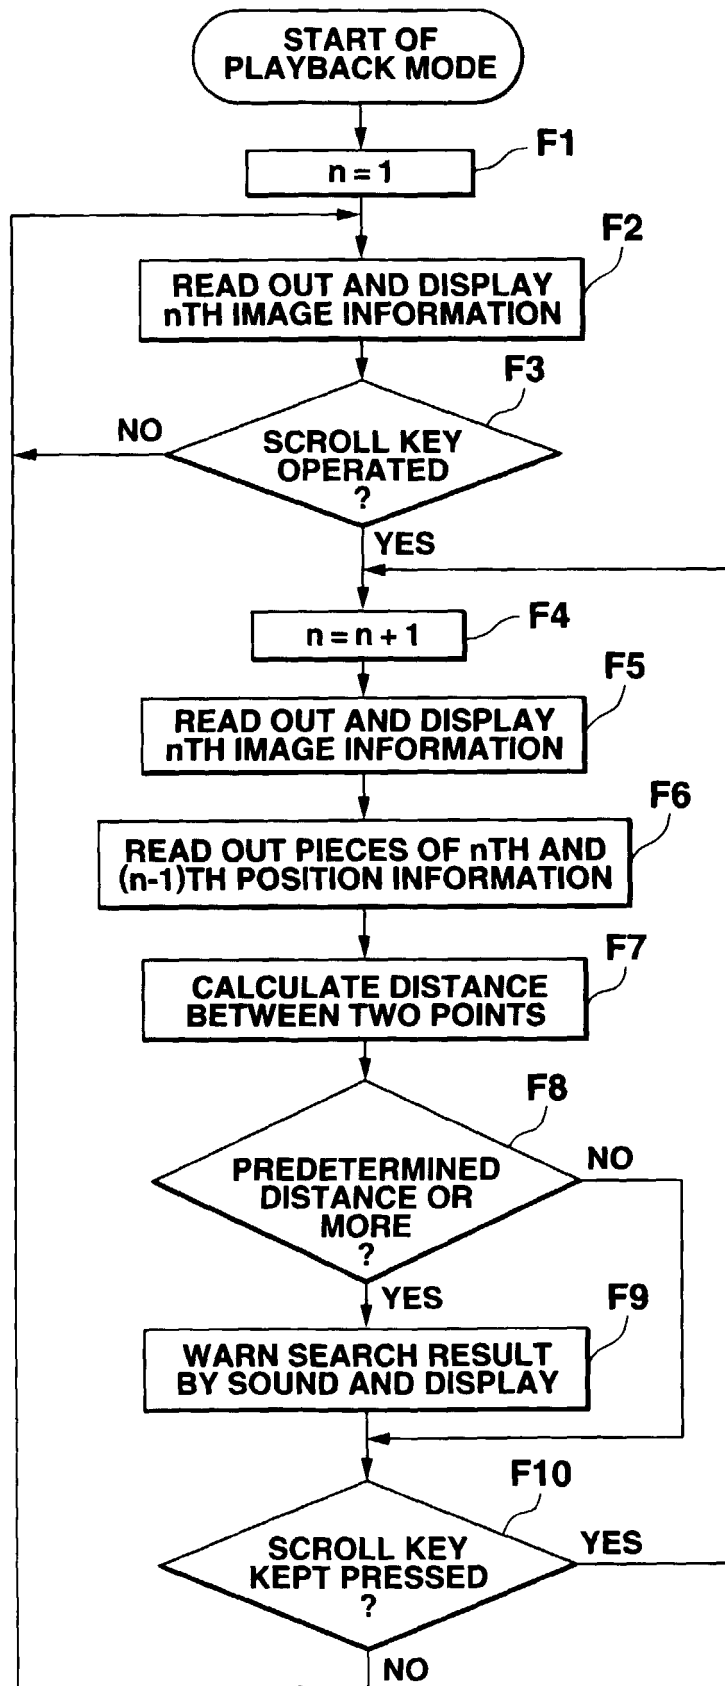 START OF
PLAYBACK MODE
F1
n = 1
F2
READ OUT AND DISPLAY
nTH IMAGE INFORMATION
F3
NO
SCROLL KEY
OPERATED
?
YES
F4
n = n + 1
F5
READ OUT AND DISPLAY
nTH IMAGE INFORMATION
F6
READ OUT PIECES OF nTH AND
(n-1)TH POSITION INFORMATION
F7
CALCULATE DISTANCE
BETWEEN TWO POINTS
F8
NO
PREDETERMINED
DISTANCE OR
MORE
?
YES
F9
WARN SEARCH RESULT
BY SOUND AND DISPLAY
F10
SCROLL KEY
KEPT PRESSED
?
YES
NO